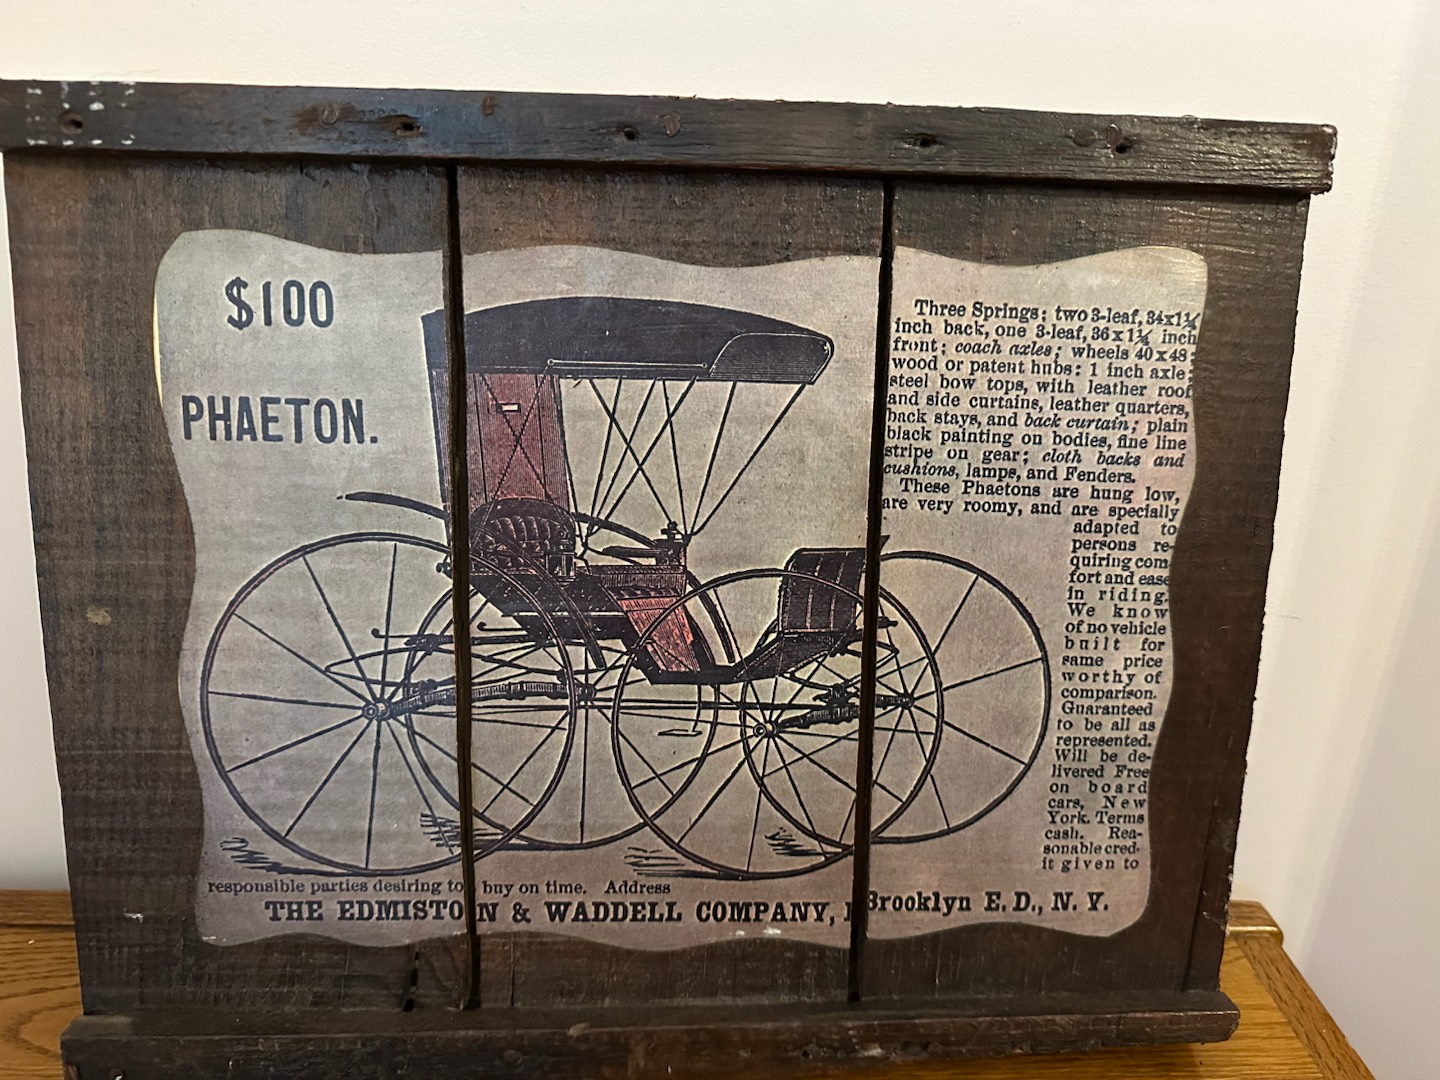 $100
PHAETON.
Three Springs; two 3-leaf, 34x1¼
inch back, one 3-leaf, 36x1¼ inch
front; coach axles; wheels 40x48;
wood or patent hubs: 1 inch axle;
steel bow tops, with leather roof
and side curtains, leather quarters,
back stays, and back curtain; plain
black painting on bodies, fine line
stripe on gear; cloth backs and
cushions, lamps, and Fenders.
These Phaetons are hung low,
are very roomy, and are specially
adapted to
persons re-
quiring com-
fort and ease
in riding.
We know
of no vehicle
built for
same price
worthy of
comparison.
Guaranteed
to be all as
represented.
Will be de-
livered Free
on board
cars, New
York. Terms
cash. Rea-
sonable cred-
it given to
responsible parties desiring to buy on time. Address
THE EDMISTON & WADDELL COMPANY, Brooklyn E. D., N. Y.